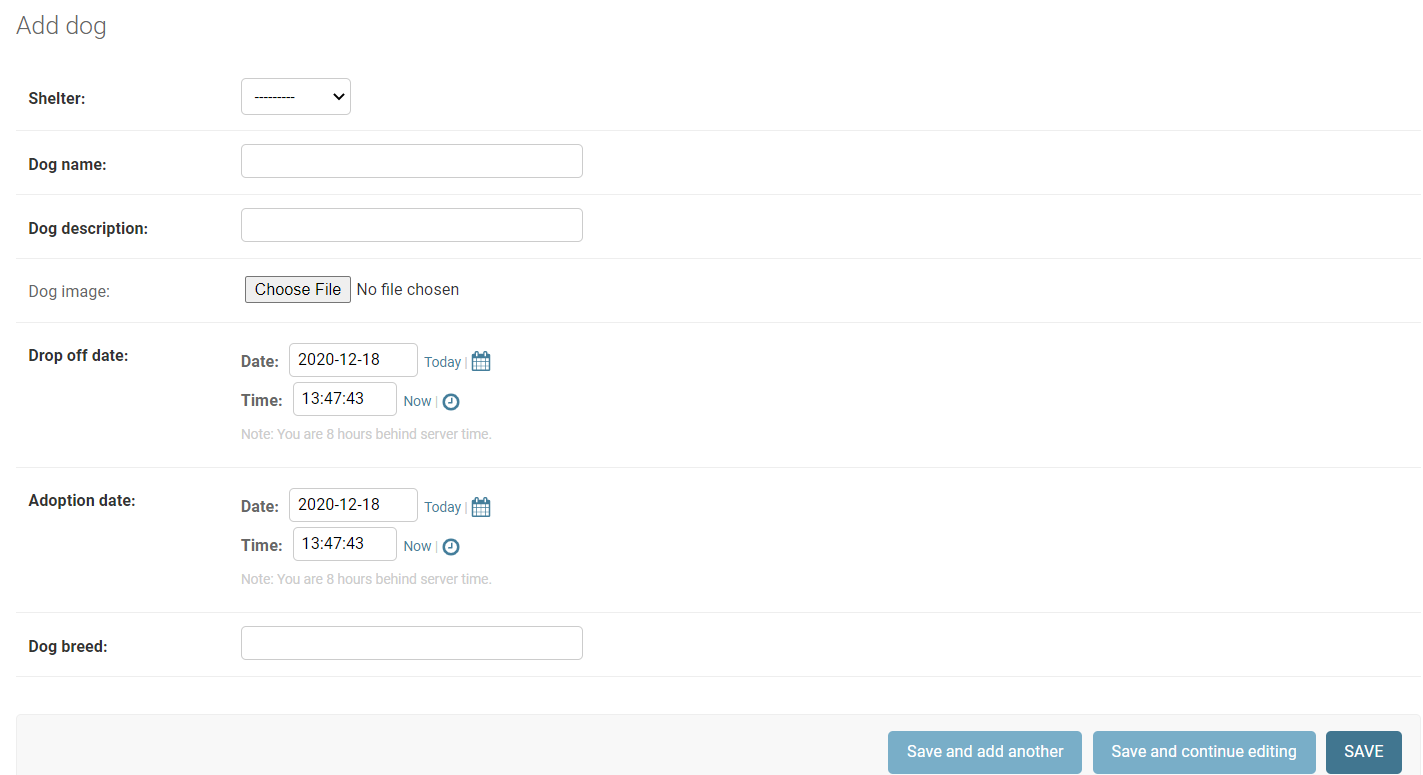 Add dog
Shelter: ---------
Dog name:
Dog description:
Dog image: Choose File No file chosen
Drop off date: Date: 2020-12-18 Today |
Time: 13:47:43 Now |
Note: You are 8 hours behind server time.
Adoption date: Date: 2020-12-18 Today |
Time: 13:47:43 Now |
Note: You are 8 hours behind server time.
Dog breed:
Save and add another Save and continue editing SAVE